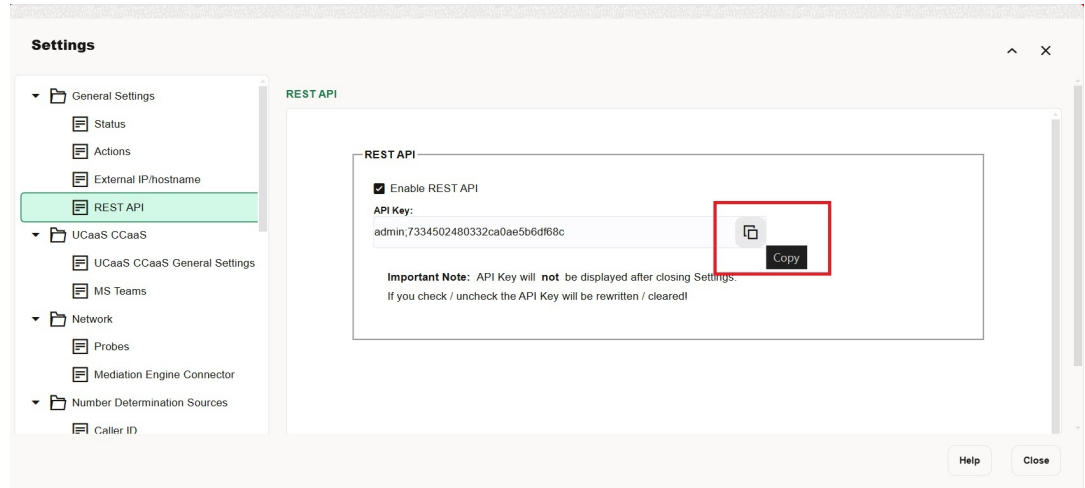 Settings
General Settings
Status
Actions
External IP/hostname
REST API
UCaaS CCaaS
UCaaS CCaaS General Settings
MS Teams
Network
Probes
Mediation Engine Connector
Number Determination Sources
Caller ID
REST API
REST API
Enable REST API
API Key:
admin;7334502480332ca0ae5b6df68c
Copy
Important Note: API Key will not be displayed after closing Settings.
If you check / uncheck the API Key will be rewritten / cleared!
Help
Close